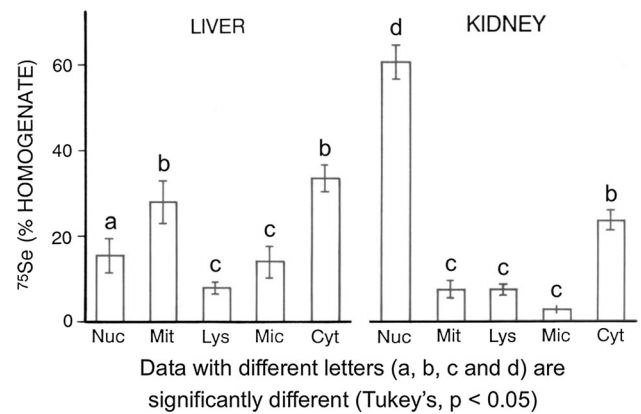 LIVER
KIDNEY
⁷⁵Se (% HOMOGENATE)
60
40
20
0
a
b
c
c
b
d
c
c
c
b
Nuc Mit Lys Mic Cyt
Nuc Mit Lys Mic Cyt
Data with different letters (a, b, c and d) are
significantly different (Tukey's, p < 0.05)